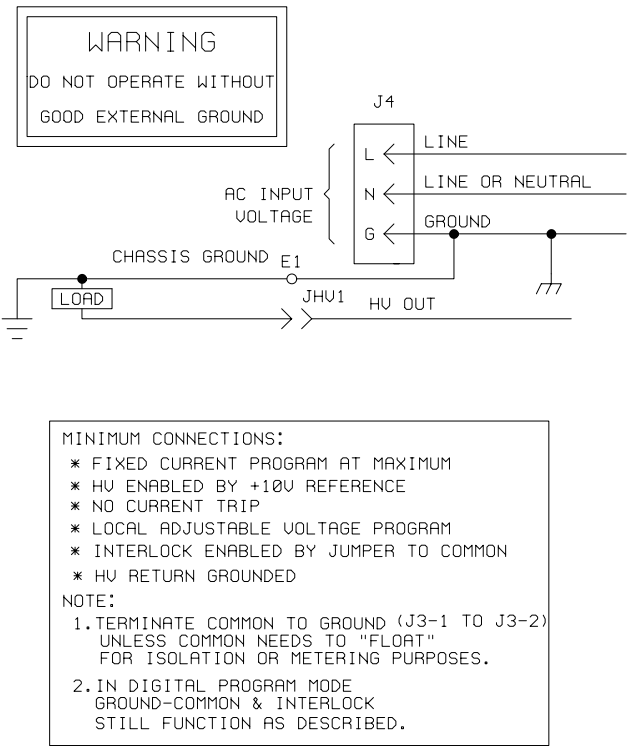 WARNING
DO NOT OPERATE WITHOUT
GOOD EXTERNAL GROUND
J4
L
LINE
N
LINE OR NEUTRAL
AC INPUT
VOLTAGE
G
GROUND
CHASSIS GROUND
E1
LOAD
JHV1
HV OUT
MINIMUM CONNECTIONS:
* FIXED CURRENT PROGRAM AT MAXIMUM
* HV ENABLED BY +10V REFERENCE
* NO CURRENT TRIP
* LOCAL ADJUSTABLE VOLTAGE PROGRAM
* INTERLOCK ENABLED BY JUMPER TO COMMON
* HV RETURN GROUNDED
NOTE:
1. TERMINATE COMMON TO GROUND (J3-1 TO J3-2)
UNLESS COMMON NEEDS TO "FLOAT"
FOR ISOLATION OR METERING PURPOSES.
2. IN DIGITAL PROGRAM MODE
GROUND-COMMON & INTERLOCK
STILL FUNCTION AS DESCRIBED.